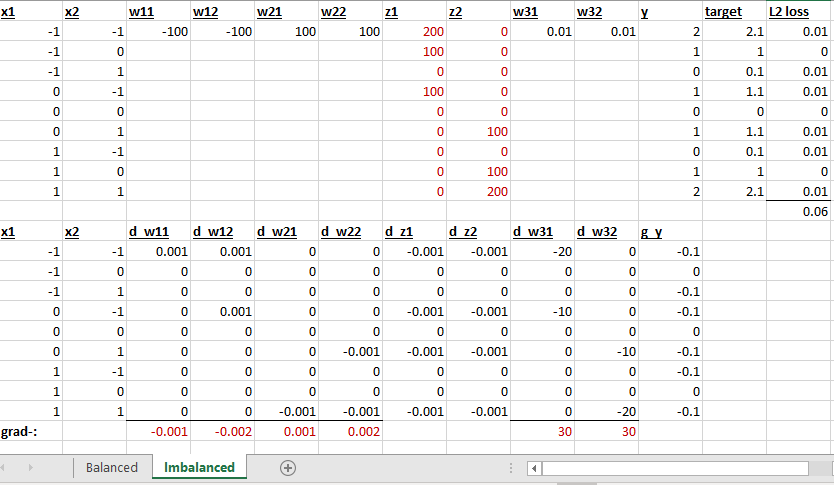 x1 x2 w11 w12 w21 w22 z1 z2 w31 w32 y target L2 loss
-1 -1 -100 -100 100 100 200 0 0.01 0.01 2 2.1 0.01
-1 0 100 0 1 1 0
-1 1 0 0 0 0.1 0.01
0 -1 100 0 1 1.1 0.01
0 0 0 0 0 0 0
0 1 0 100 1 1.1 0.01
1 -1 0 0 0 0.1 0.01
1 0 0 100 1 1 0
1 1 0 200 2 2.1 0.01
0.06
x1 x2 d_w11 d_w12 d_w21 d_w22 d_z1 d_z2 d_w31 d_w32 g_y
-1 -1 0.001 0.001 0 0 -0.001 -0.001 -20 0 -0.1
-1 0 0 0 0 0 0 0 0 0 0
-1 1 0 0 0 0 0 0 0 0 -0.1
0 -1 0 0.001 0 0 -0.001 -0.001 -10 0 -0.1
0 0 0 0 0 0 0 0 0 0 0
0 1 0 0 0 -0.001 -0.001 -0.001 0 -10 -0.1
1 -1 0 0 0 0 0 0 0 0 -0.1
1 0 0 0 0 0 0 0 0 0 0
1 1 0 0 -0.001 -0.001 -0.001 -0.001 0 -20 -0.1
grad-: -0.001 -0.002 0.001 0.002 30 30
Balanced Imbalanced